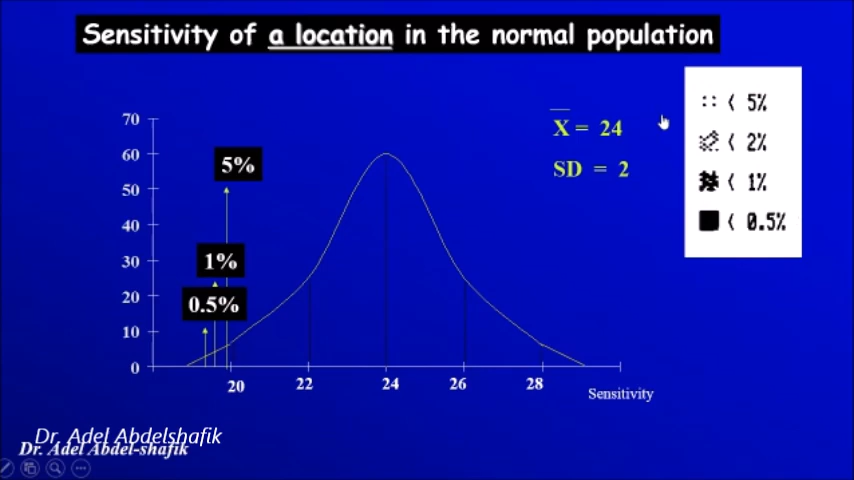 Sensitivity of a location in the normal population
:: < 5%
< 2%
< 1%
< 0.5%
X = 24
SD = 2
70
60
50
40
30
20
10
0
5%
1%
0.5%
20
22
24
26
28
Sensitivity
Dr. Adel Abdelshafik
Dr. Adel Abdel-shafik